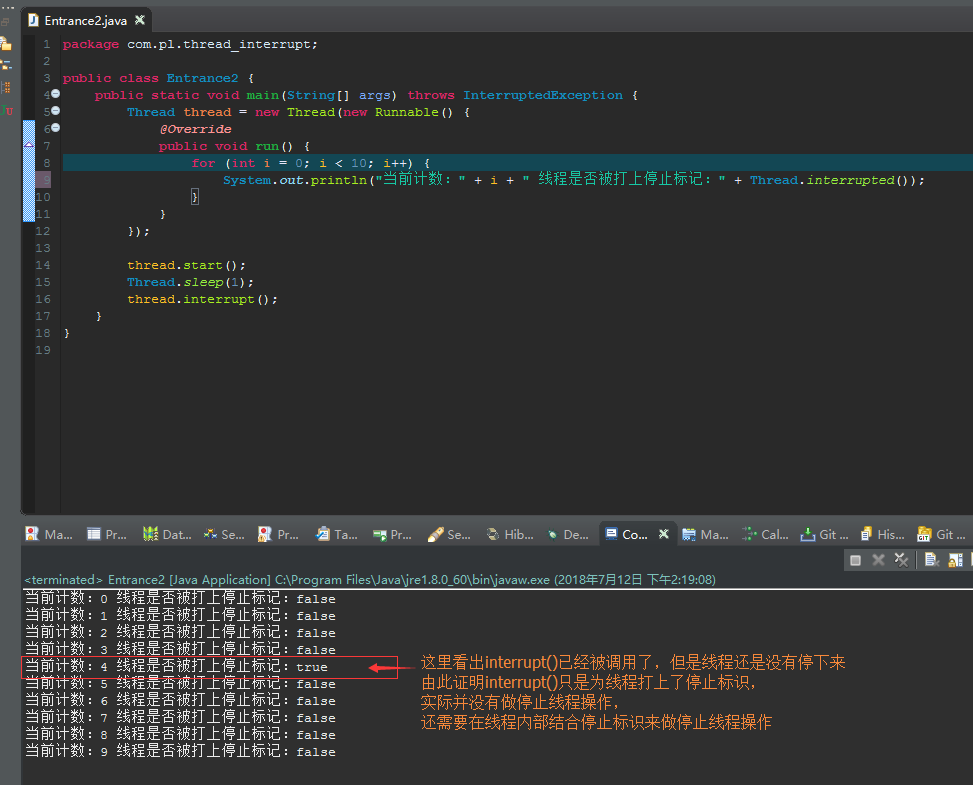 Entrance2.java
1 package com.pl.thread_interrupt;
2
3 public class Entrance2 {
4 public static void main(String[] args) throws InterruptedException {
5 Thread thread = new Thread(new Runnable() {
6 @Override
7 public void run() {
8 for (int i = 0; i < 10; i++) {
9 System.out.println("当前计数：" + i + " 线程是否被打上停止标记：" + Thread.interrupted());
10 }
11 }
12 });
13
14 thread.start();
15 Thread.sleep(1);
16 thread.interrupt();
17 }
18 }
19
Ma... Pr... Dat... Se... Pr... Ta... Pr... Se... Hib... De... Co... Ma... Cal... Git ... His... Git ...
<terminated> Entrance2 [Java Application] C:\Program Files\Java\jre1.8.0_60\bin\javaw.exe (2018年7月12日 下午2:19:08)
当前计数：0 线程是否被打上停止标记：false
当前计数：1 线程是否被打上停止标记：false
当前计数：2 线程是否被打上停止标记：false
当前计数：3 线程是否被打上停止标记：false
当前计数：4 线程是否被打上停止标记：true
当前计数：5 线程是否被打上停止标记：false
当前计数：6 线程是否被打上停止标记：false
当前计数：7 线程是否被打上停止标记：false
当前计数：8 线程是否被打上停止标记：false
当前计数：9 线程是否被打上停止标记：false
这里看出interrupt()已经被调用了，但是线程还是没有停下来
由此证明interrupt()只是为线程打上了停止标识，
实际并没有做停止线程操作，
还需要在线程内部结合停止标识来做停止线程操作